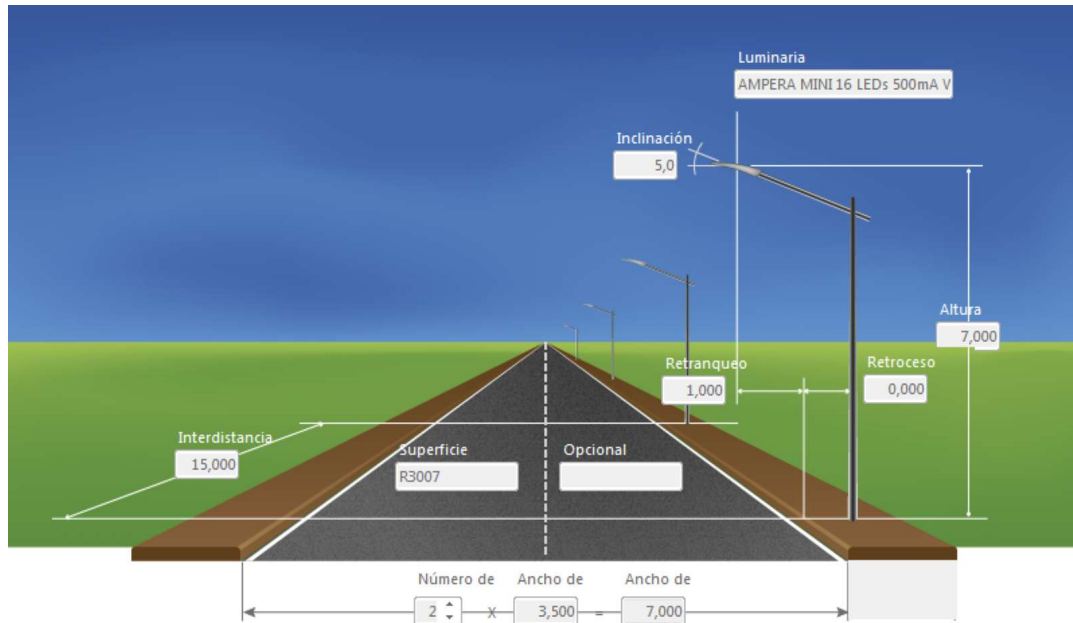 Luminaria
AMPERA MINI 16 LEDs 500mA V
Inclinación
5,0
Altura
7,000
Retranqueo
1,000
Retroceso
0,000
Interdistancia
15,000
Superficie
R3007
Opcional
Número de
Ancho de
Ancho de
2 x 3,500 = 7,000